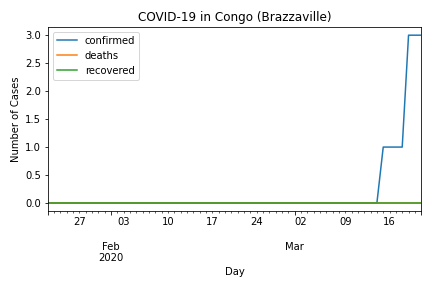 COVID-19 in Congo (Brazzaville)
confirmed
deaths
recovered
Number of Cases
3.0
2.5
2.0
1.5
1.0
0.5
0.0
27 03 10 17 24 02 09 16
Feb Mar
2020
Day